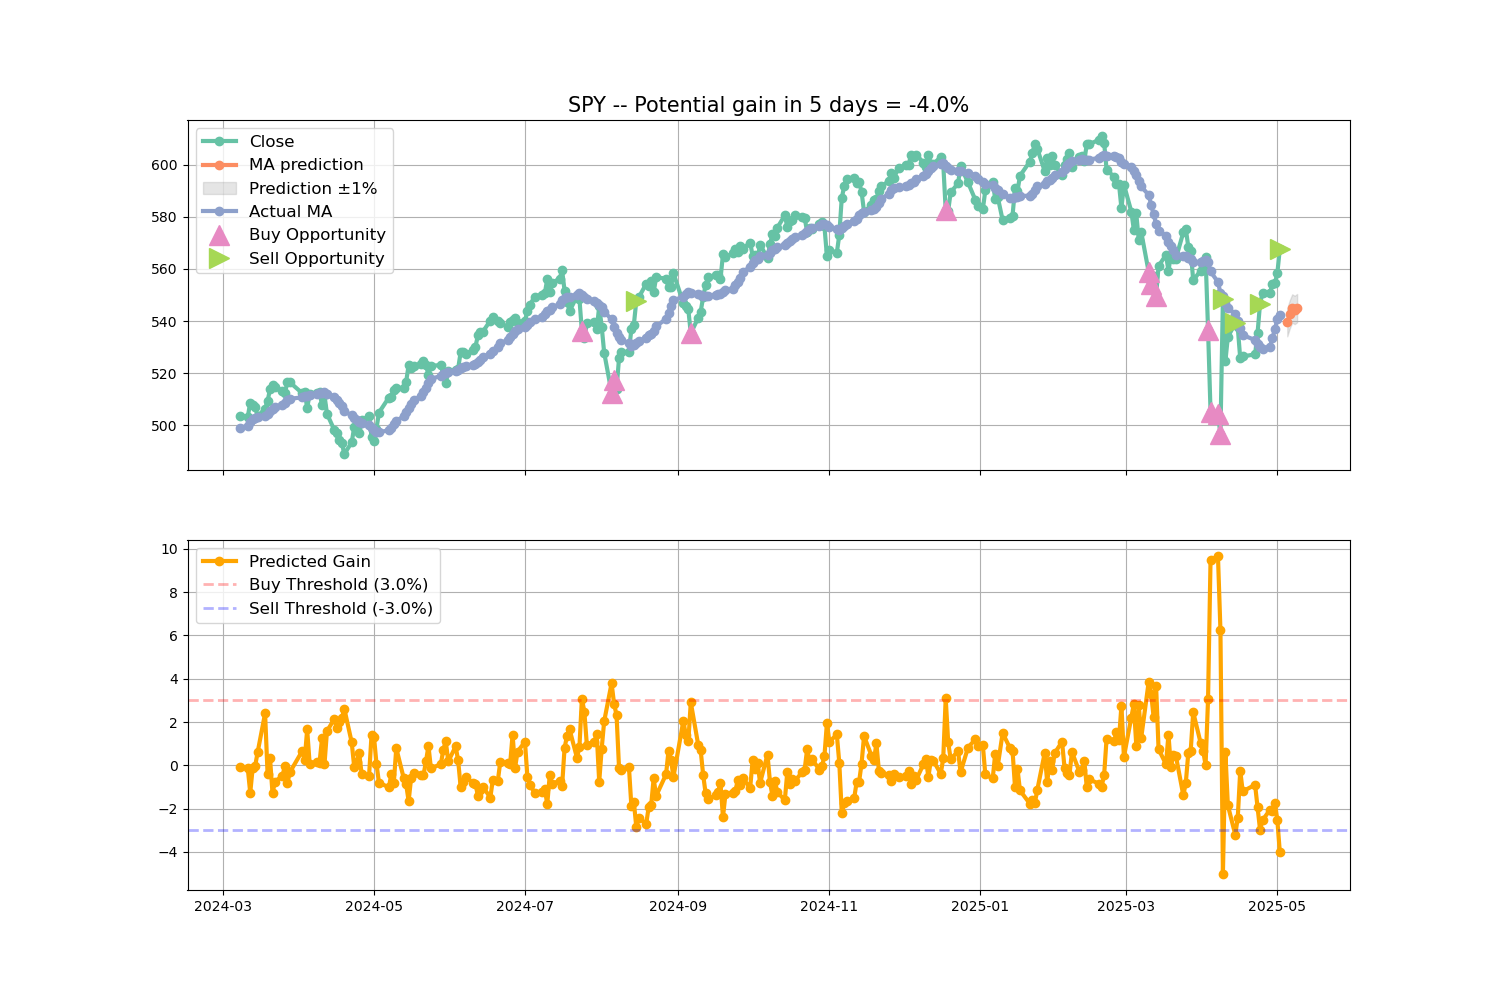 SPY -- Potential gain in 5 days = -4.0%
Close
MA prediction
Prediction ±1%
Actual MA
Buy Opportunity
Sell Opportunity
600
580
560
540
520
500
Predicted Gain
Buy Threshold (3.0%)
Sell Threshold (-3.0%)
10
8
6
4
2
0
−2
−4
2024-03 2024-05 2024-07 2024-09 2024-11 2025-01 2025-03 2025-05